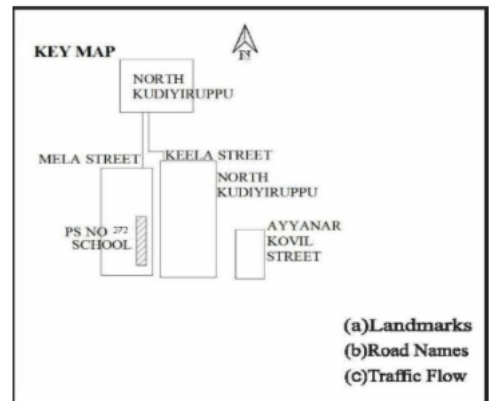 KEY MAP
N
NORTH
KUDIYIRUPPU
MELA STREET
KEELA STREET
NORTH
KUDIYIRUPPU
PS NO 272
SCHOOL
AYYANAR
KOVIL
STREET
(a)Landmarks
(b)Road Names
(c)Traffic Flow